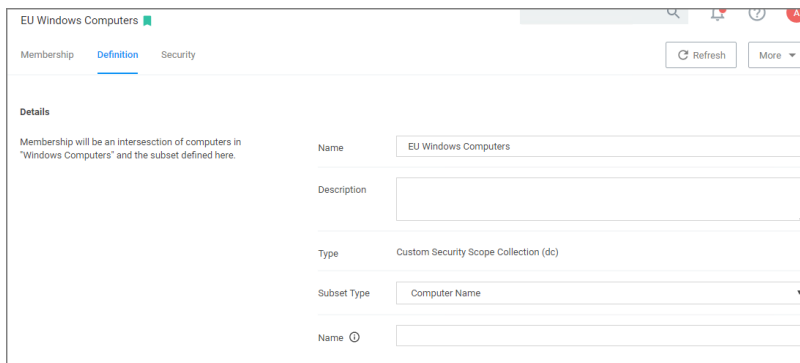 EU Windows Computers
A
Membership Definition Security
Refresh More
Details
Membership will be an intersesction of computers in
"Windows Computers" and the subset defined here.
Name EU Windows Computers
Description
Type Custom Security Scope Collection (dc)
Subset Type Computer Name
Name